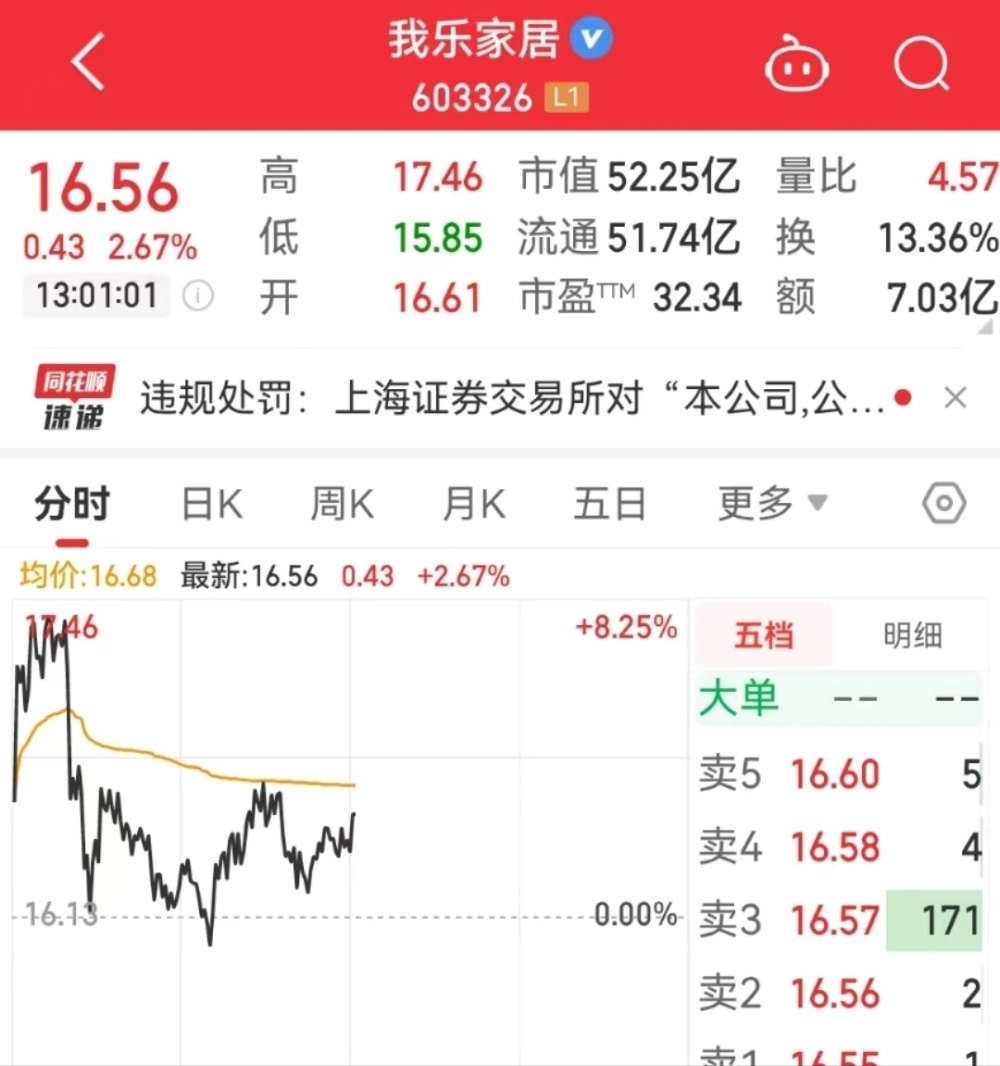 我乐家居
603326 L1
16.56
0.43 2.67%
13:01:01
高 17.46 市值 52.25亿 量比 4.57
低 15.85 流通 51.74亿 换 13.36%
开 16.61 市盈TTM 32.34 额 7.03亿
同花顺
速递
违规处罚：上海证券交易所对“本公司,公...
分时 日K 周K 月K 五日 更多
均价:16.68 最新:16.56 0.43 +2.67%
17.46 +8.25%
16.13 0.00%
五档 明细
大单 -- --
卖5 16.60 5
卖4 16.58 4
卖3 16.57 171
卖2 16.56 2
卖1 16.55 1